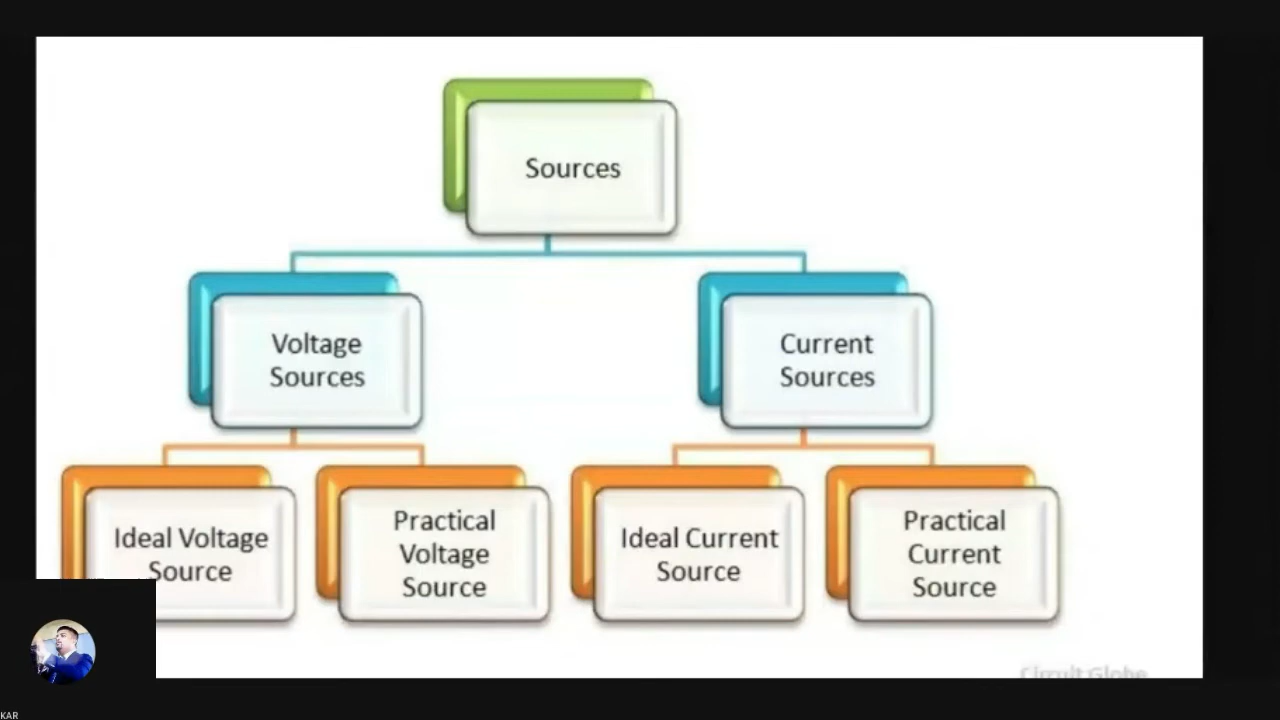 Sources
Voltage
Sources
Current
Sources
Ideal Voltage
Source
Practical
Voltage
Source
Ideal Current
Source
Practical
Current
Source
Circuit Globe
KAR